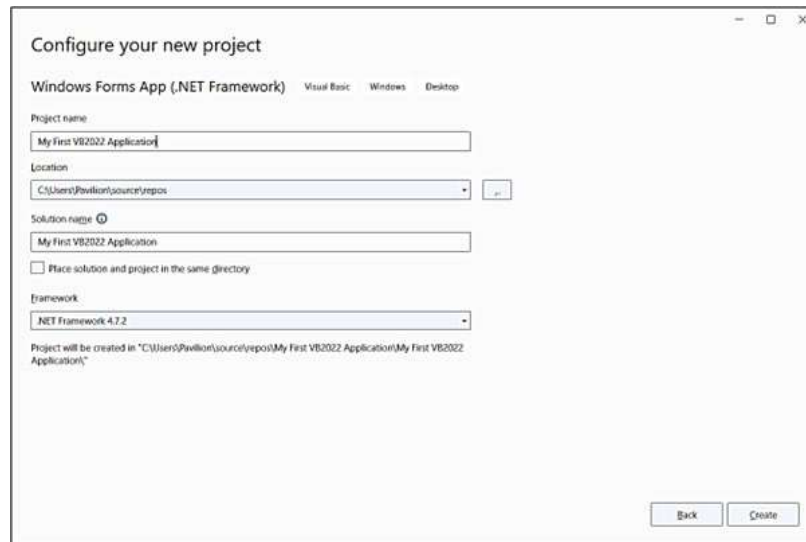 Configure your new project
Windows Forms App (.NET Framework) Visual Basic Windows Desktop
Project name
My First VB2022 Application
Location
C:\Users\Pavilion\source\repos
...
Solution name
My First VB2022 Application
Place solution and project in the same directory
Framework
.NET Framework 4.7.2
Project will be created in "C:\Users\Pavilion\source\repos\My First VB2022 Application\My First VB2022
Application\"
Back Create